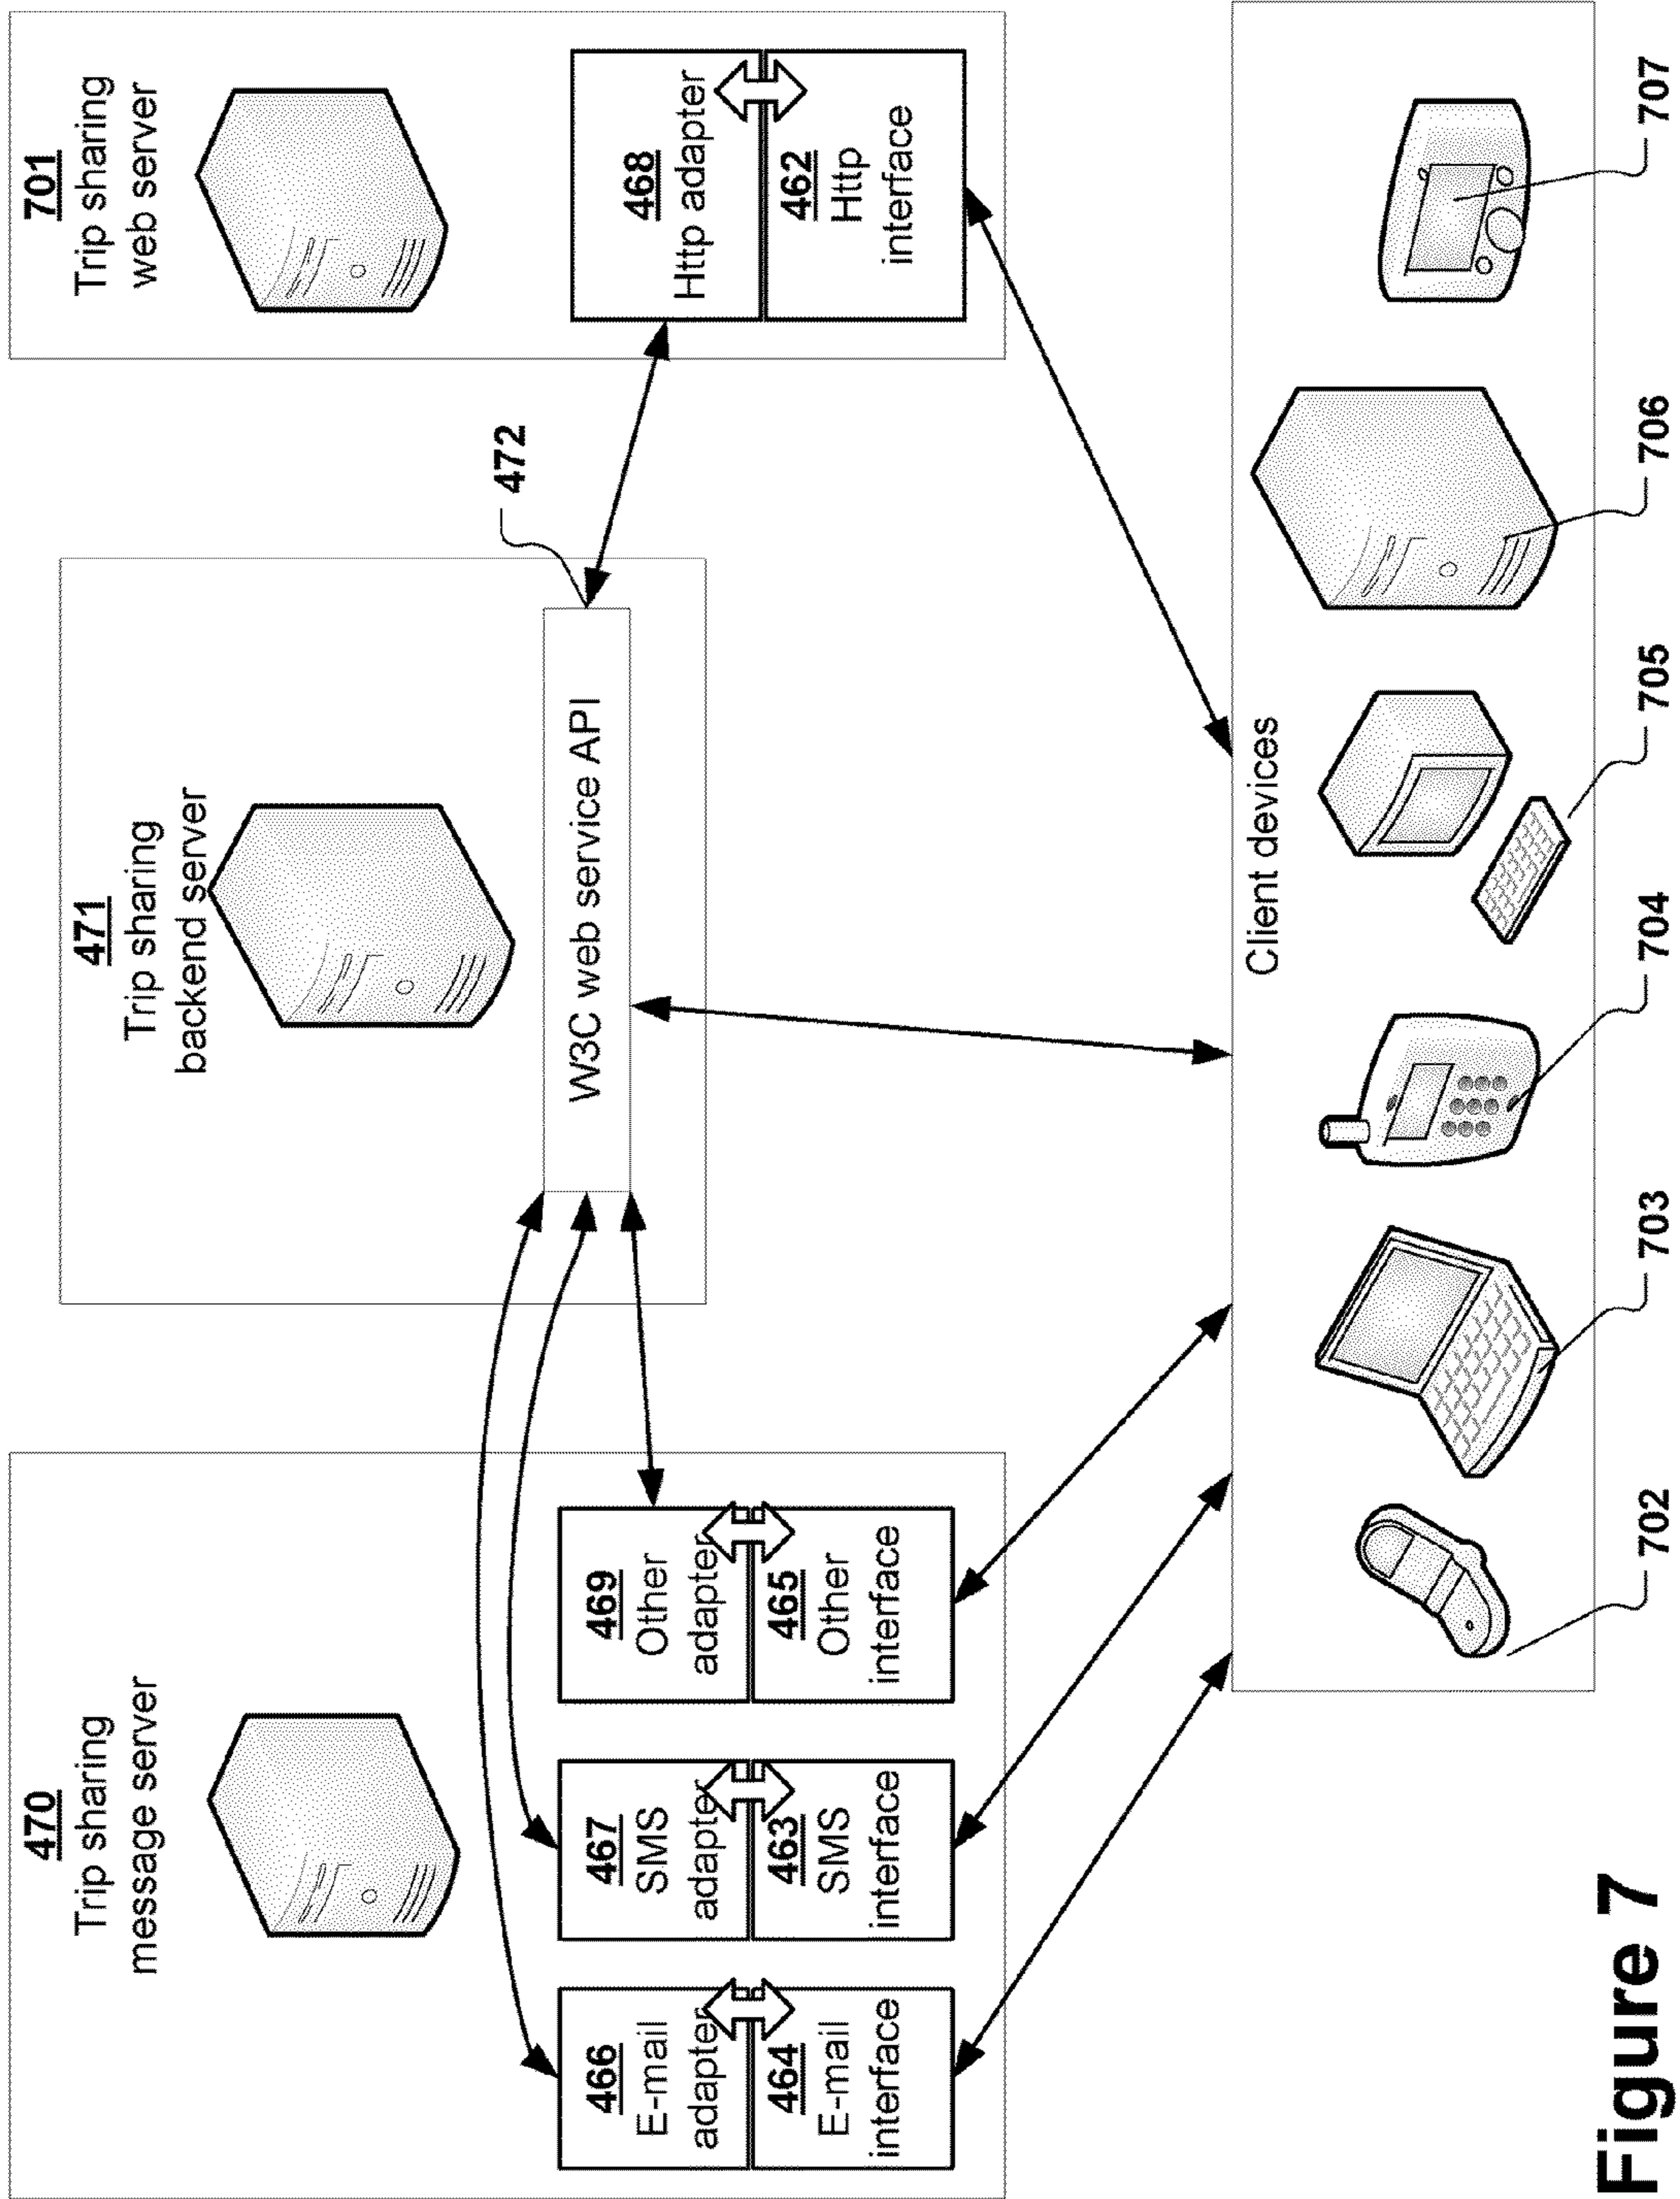 470
Trip sharing
message server
466
E-mail
adapter
464
E-mail
interface
467
SMS
adapter
463
SMS
interface
469
Other
adapter
465
Other
interface
471
Trip sharing
backend server
W3C web service API
472
701
Trip sharing
web server
468
Http adapter
462
Http
interface
Client devices
702
703
704
705
706
707
Figure 7